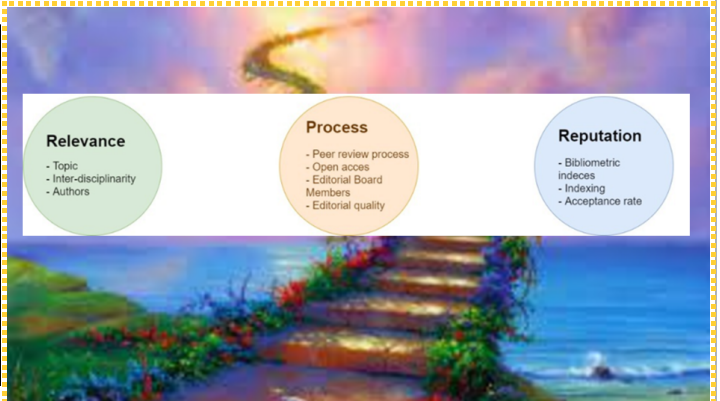 Relevance
- Topic
- Inter-disciplinarity
- Authors
Process
- Peer review process
- Open acces
- Editorial Board
Members
- Editorial quality
Reputation
- Bibliometric
indeces
- Indexing
- Acceptance rate